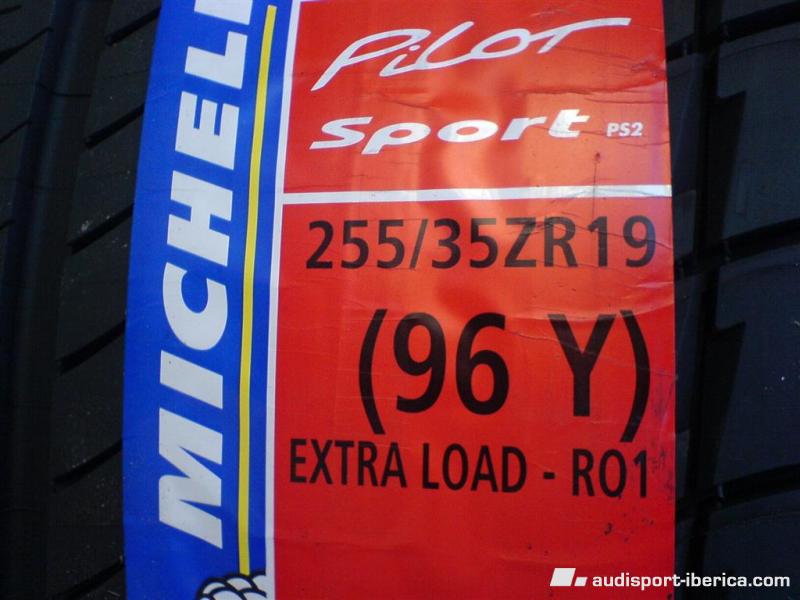 MICHELI
Pilot
Sport PS2
255/35ZR19
(96 Y)
EXTRA LOAD - RO1
audisport-iberica.com